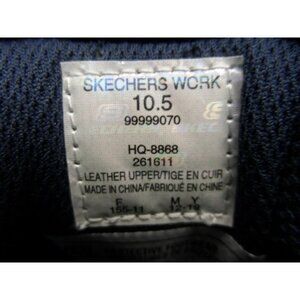 SKECHERS WORK
10.5
99999070
HQ-8868
261611
LEATHER UPPER/TIGE EN CUIR
MADE IN CHINA/FABRIQUÉ EN CHINE
F M Y